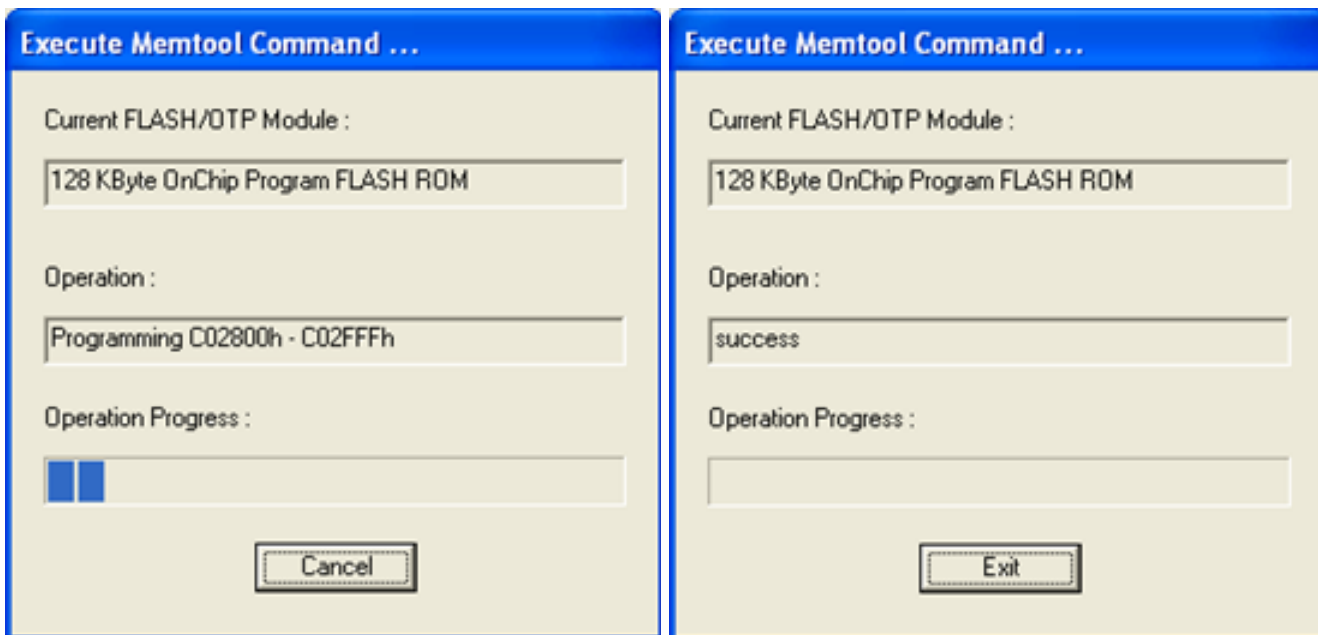 Execute Memtool Command ...
Current FLASH/OTP Module :
128 KByte OnChip Program FLASH ROM
Operation :
Programming C02800h - C02FFFh
Operation Progress :
Cancel
Execute Memtool Command ...
Current FLASH/OTP Module :
128 KByte OnChip Program FLASH ROM
Operation :
success
Operation Progress :
Exit